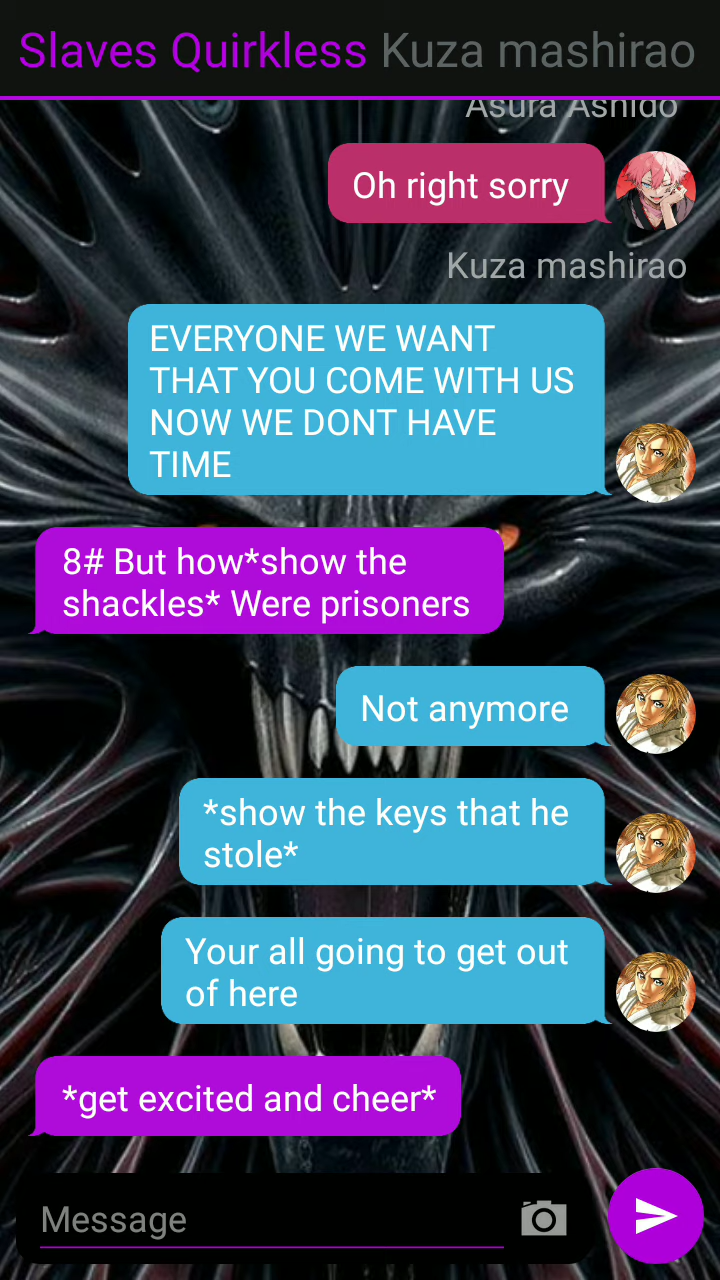 Slaves Quirkless Kuza mashirao
Asura Ashido
Oh right sorry
Kuza mashirao
EVERYONE WE WANT
THAT YOU COME WITH US
NOW WE DONT HAVE
TIME
8# But how*show the
shackles* Were prisoners
Not anymore
*show the keys that he
stole*
Your all going to get out
of here
*get excited and cheer*
Message